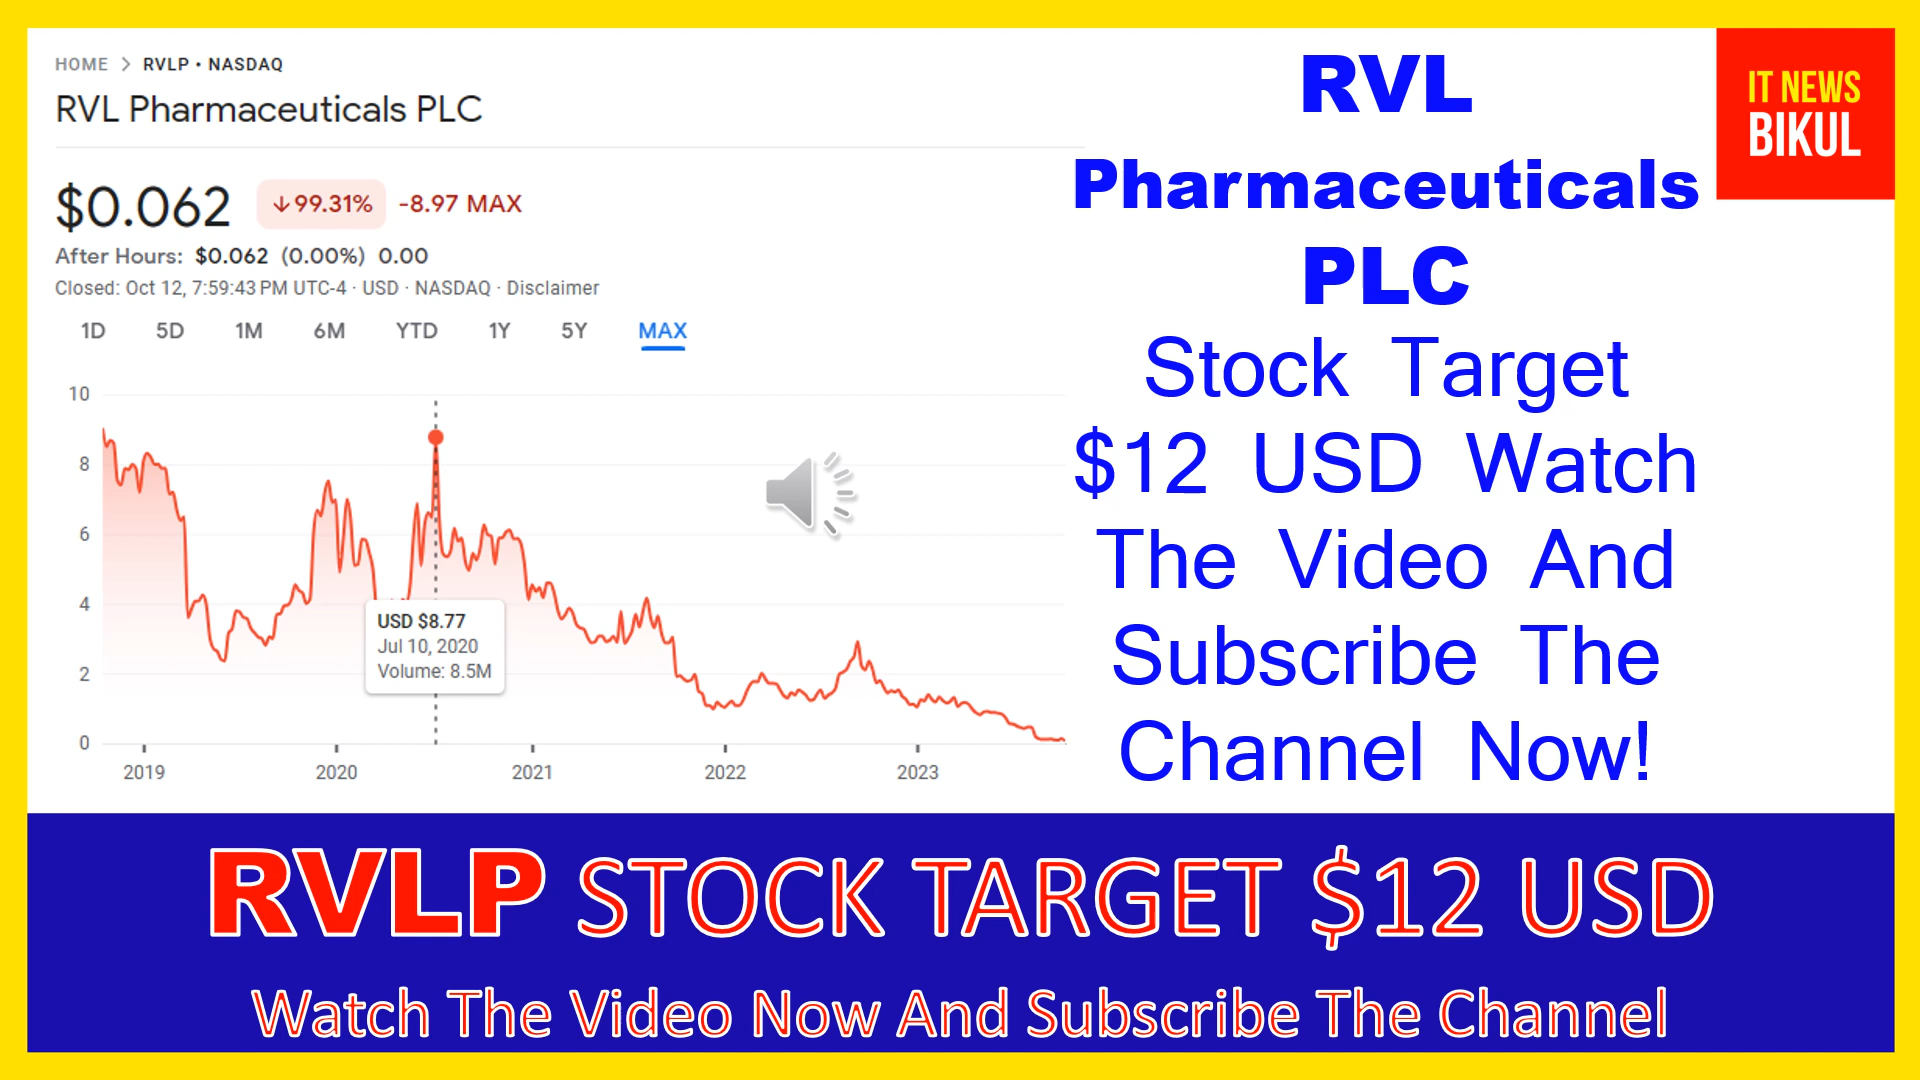 HOME > RVLP • NASDAQ
RVL Pharmaceuticals PLC
$0.062 ↓99.31% -8.97 MAX
After Hours: $0.062 (0.00%) 0.00
Closed: Oct 12, 7:59:43 PM UTC-4 · USD · NASDAQ · Disclaimer
1D 5D 1M 6M YTD 1Y 5Y MAX
10
8
6
4
2
0
USD $8.77
Jul 10, 2020
Volume: 8.5M
2019 2020 2021 2022 2023
RVL
Pharmaceuticals
PLC
Stock Target
$12 USD Watch
The Video And
Subscribe The
Channel Now!
IT NEWS
BIKUL
RVLP STOCK TARGET $12 USD
Watch The Video Now And Subscribe The Channel